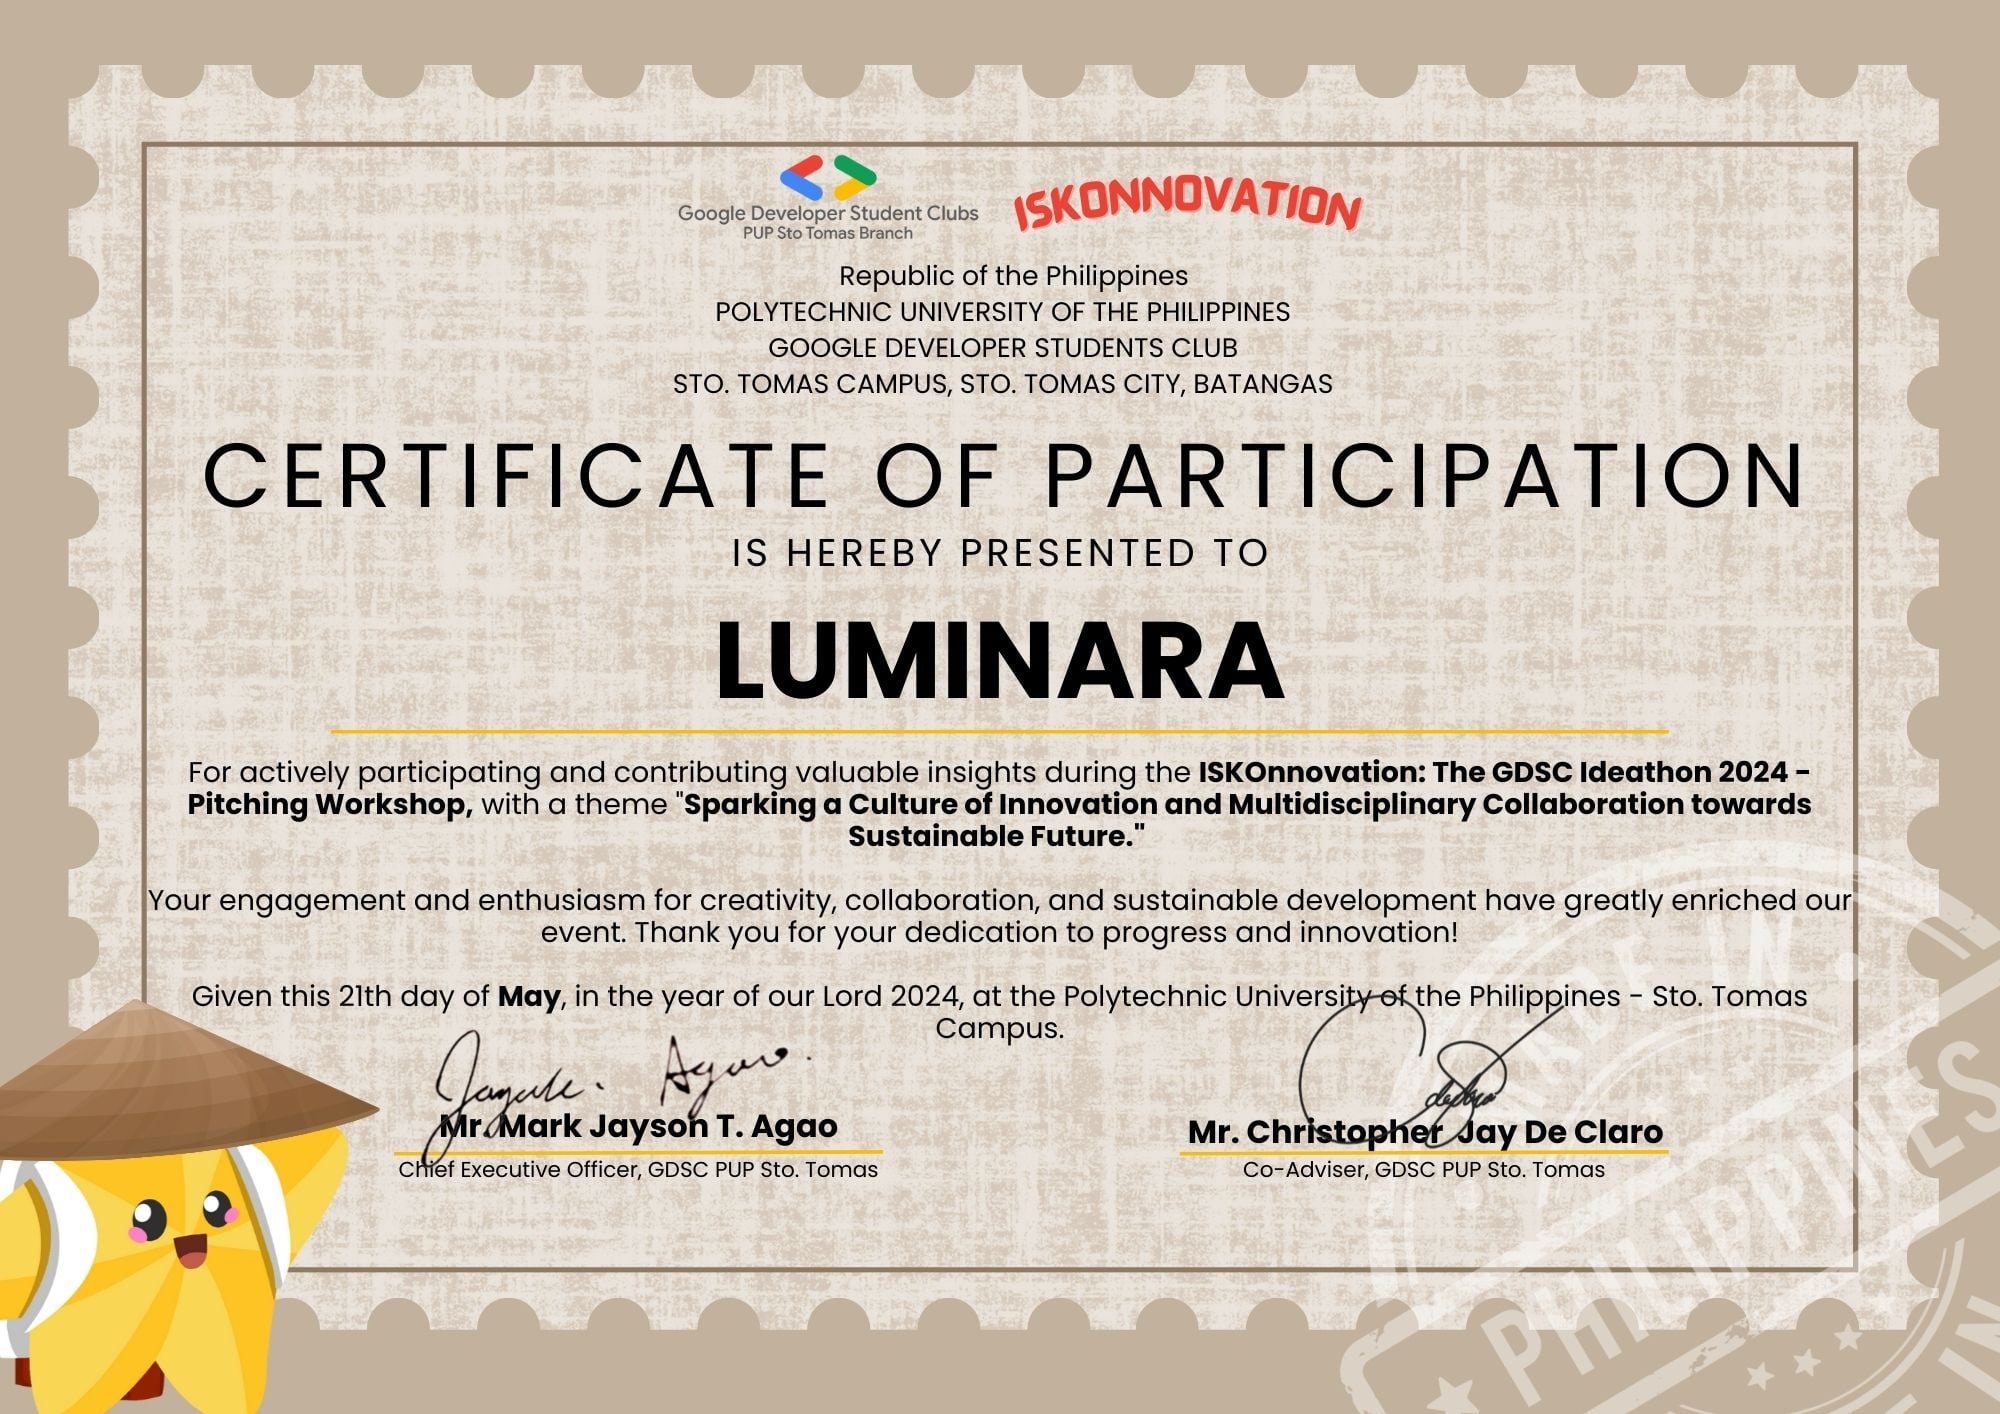 Google Developer Student Clubs
PUP Sto Tomas Branch
ISKONNOVATION
Republic of the Philippines
POLYTECHNIC UNIVERSITY OF THE PHILIPPINES
GOOGLE DEVELOPER STUDENTS CLUB
STO. TOMAS CAMPUS, STO. TOMAS CITY, BATANGAS
CERTIFICATE OF PARTICIPATION
IS HEREBY PRESENTED TO
LUMINARA
For actively participating and contributing valuable insights during the ISKOnnovation: The GDSC Ideathon 2024 -
Pitching Workshop, with a theme "Sparking a Culture of Innovation and Multidisciplinary Collaboration towards
Sustainable Future."
Your engagement and enthusiasm for creativity, collaboration, and sustainable development have greatly enriched our
event. Thank you for your dedication to progress and innovation!
Given this 21th day of May, in the year of our Lord 2024, at the Polytechnic University of the Philippines - Sto. Tomas
Campus.
Mr. Mark Jayson T. Agao
Chief Executive Officer, GDSC PUP Sto. Tomas
Mr. Christopher Jay De Claro
Co-Adviser, GDSC PUP Sto. Tomas
MADE IN
PHILIPPINES
IN